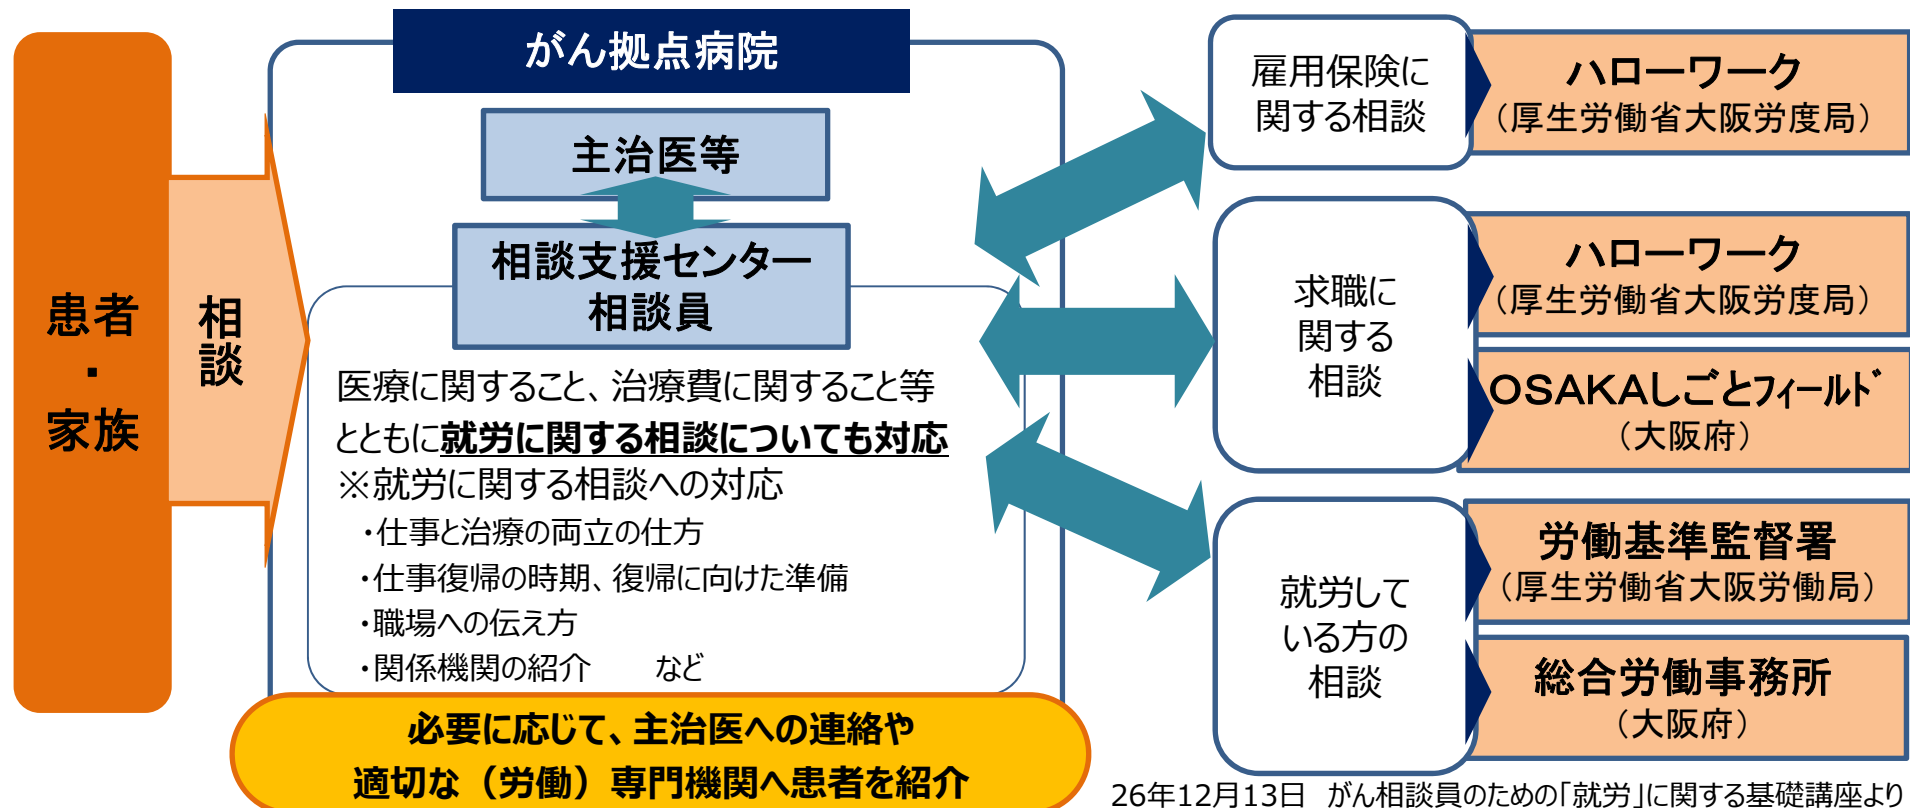 患者
・
家族
相談
がん拠点病院
主治医等
相談支援センター
相談員
医療に関すること、治療費に関すること等
とともに就労に関する相談についても対応
※就労に関する相談への対応
・仕事と治療の両立の仕方
・仕事復帰の時期、復帰に向けた準備
・職場への伝え方
・関係機関の紹介　　など
必要に応じて、主治医への連絡や
適切な（労働）専門機関へ患者を紹介
雇用保険に
関する相談
ハローワーク
（厚生労働省大阪労度局）
求職に
関する
相談
ハローワーク
（厚生労働省大阪労度局）
OSAKAしごとフィールド
（大阪府）
就労して
いる方の
相談
労働基準監督署
（厚生労働省大阪労働局）
総合労働事務所
（大阪府）
26年12月13日　がん相談員のための「就労」に関する基礎講座より